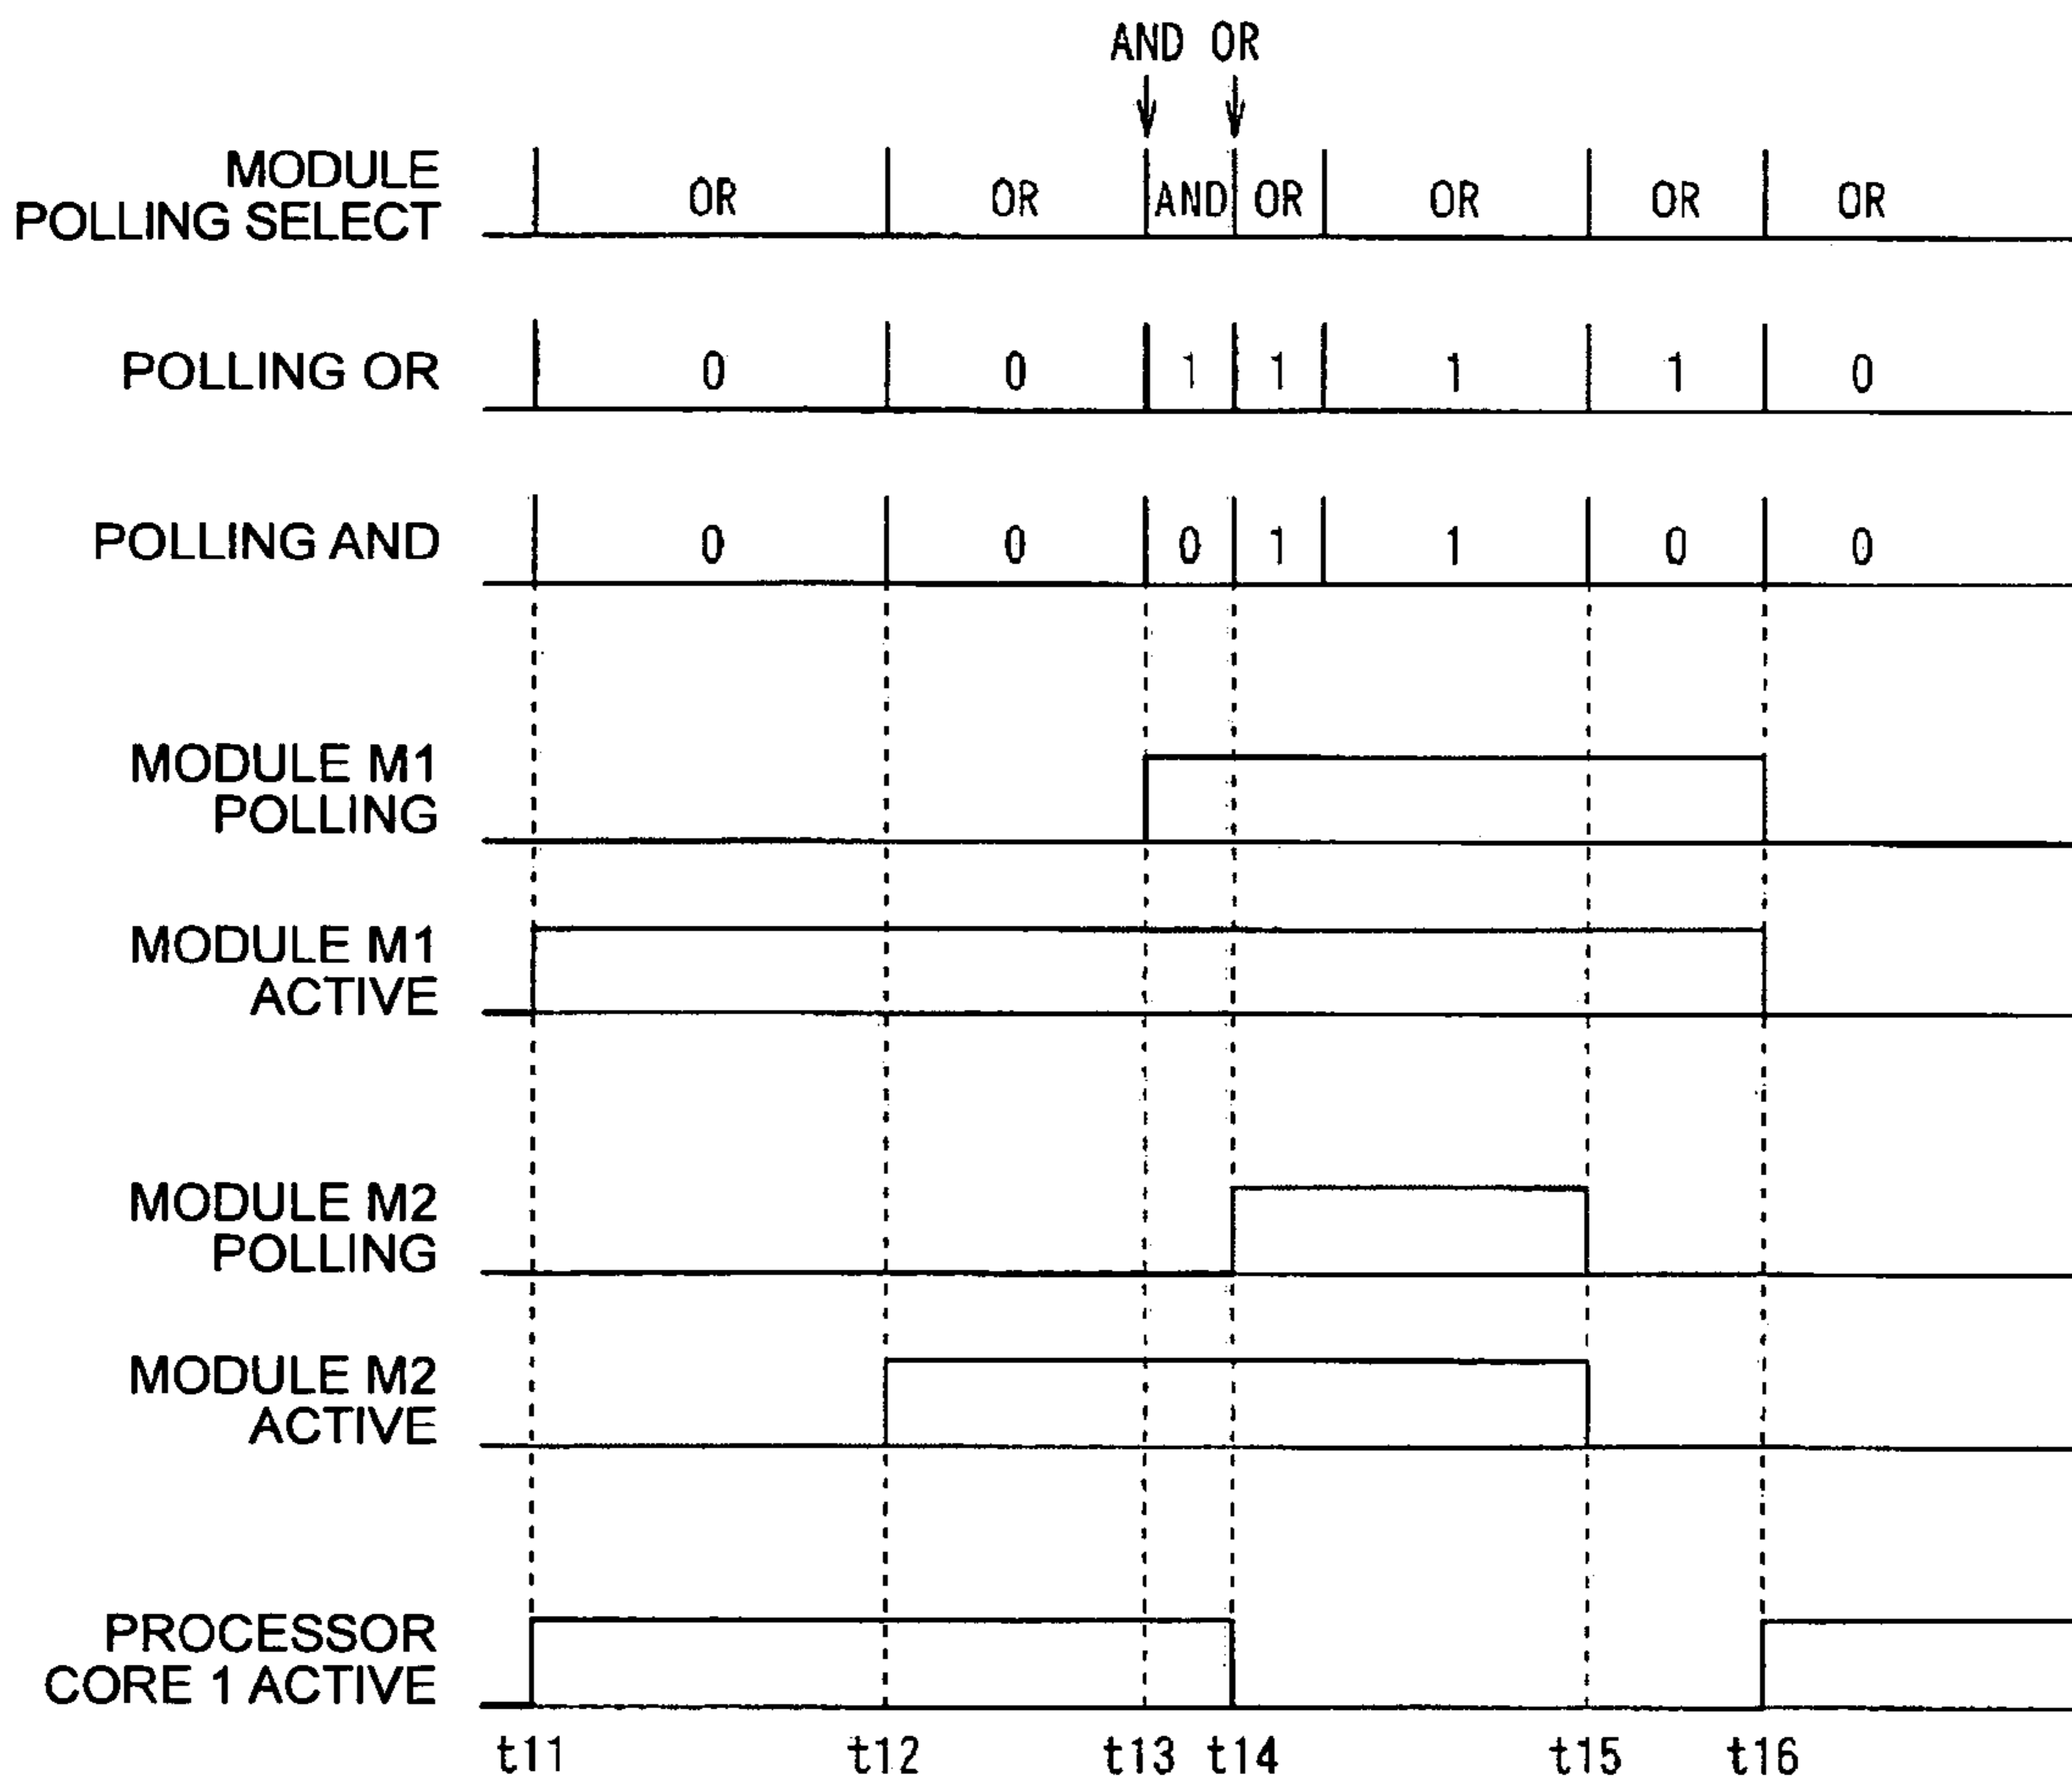 AND OR
MODULE
POLLING SELECT
OR OR AND OR OR OR OR
POLLING OR
0 0 1 1 1 1 0
POLLING AND
0 0 0 1 1 0 0
MODULE M1
POLLING
MODULE M1
ACTIVE
MODULE M2
POLLING
MODULE M2
ACTIVE
PROCESSOR
CORE 1 ACTIVE
t11 t12 t13 t14 t15 t16